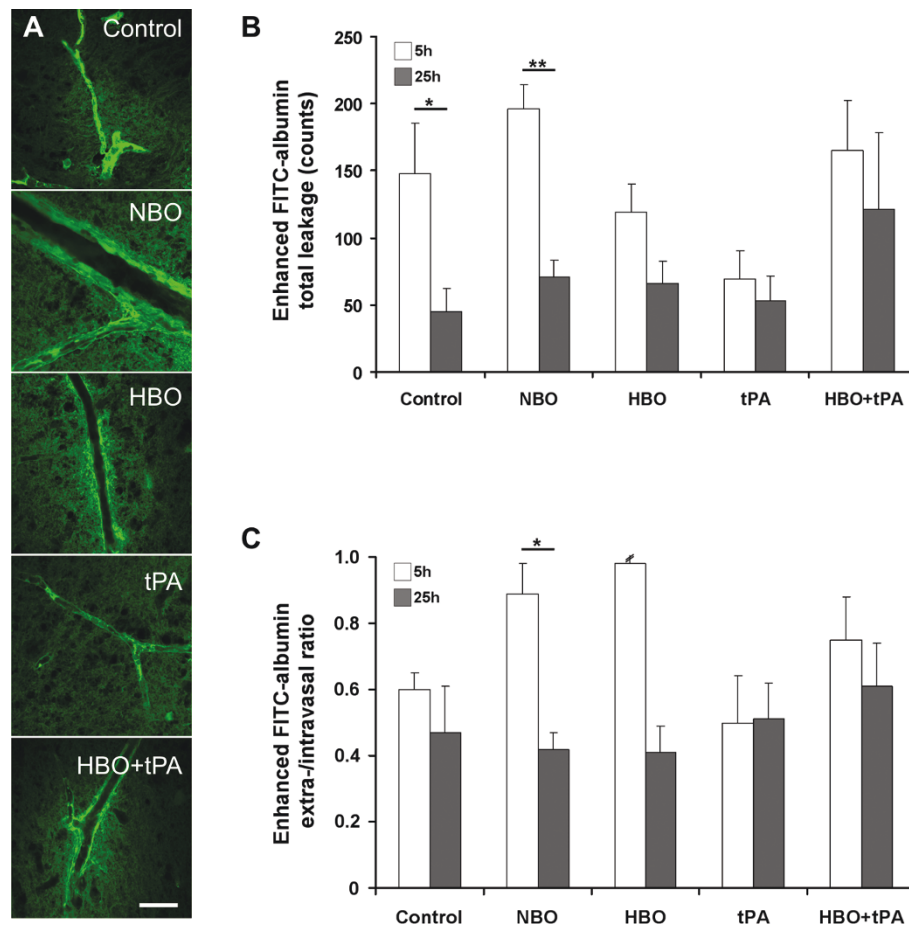 A
Control
NBO
HBO
tPA
HBO+tPA
B
Enhanced FITC-albumin
total leakage (counts)
250
200
150
100
50
0
5h
25h
*
**
Control NBO HBO tPA HBO+tPA
C
Enhanced FITC-albumin
extra-/intravasal ratio
1.0
0.8
0.6
0.4
0.2
0
5h
25h
*
Control NBO HBO tPA HBO+tPA